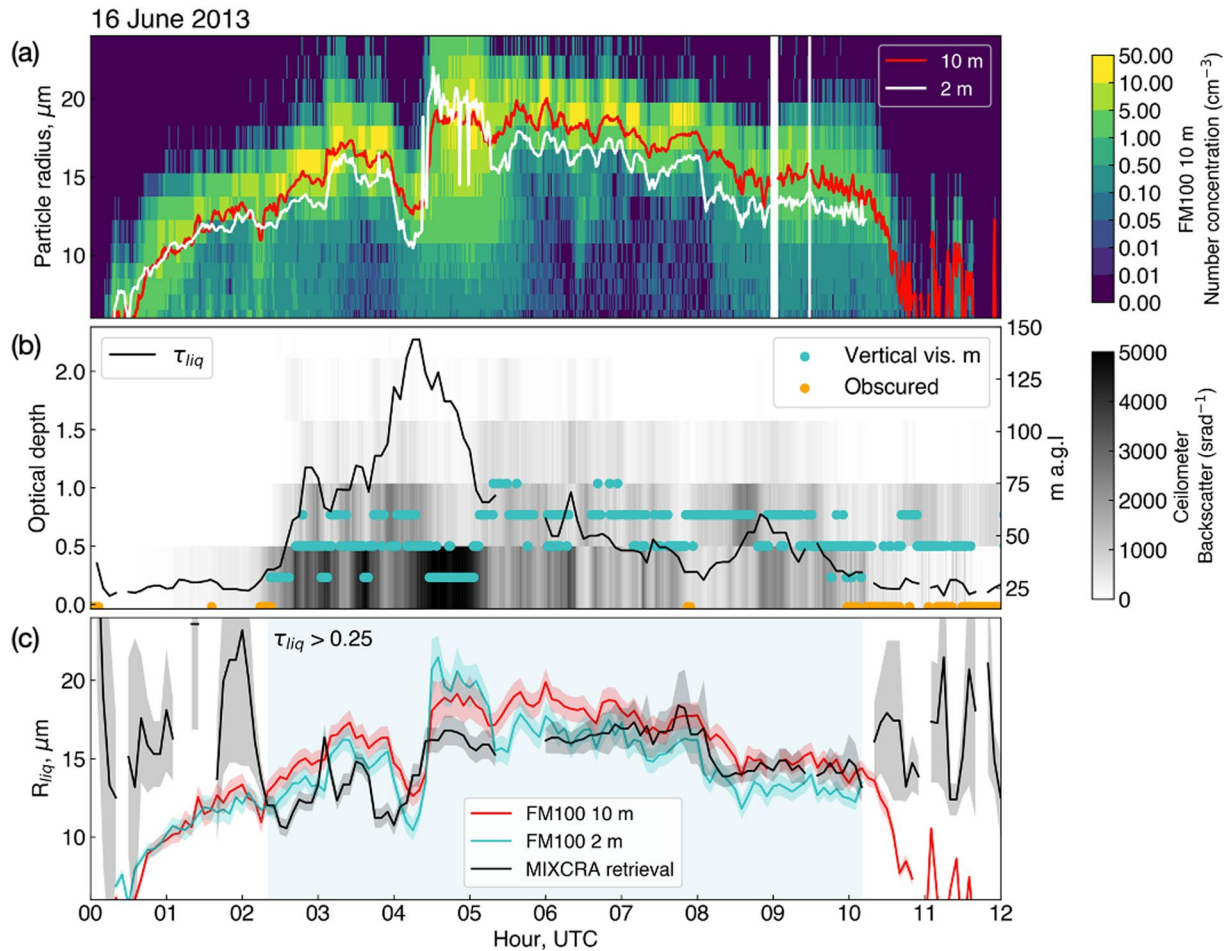 16 June 2013
(a)
Particle radius, μm
20
15
10
10 m
2 m
50.00
10.00
5.00
1.00
0.50
0.10
0.05
0.01
0.01
0.00
FM100 10 m
Number concentration (cm⁻³)
(b)
Optical depth
2.0
1.5
1.0
0.5
0.0
τliq
Vertical vis. m
Obscured
150
125
100
75
50
25
m a.g.l
5000
4000
3000
2000
1000
0
Ceilometer
Backscatter (srad⁻¹)
(c)
Rliq, μm
20
15
10
τliq > 0.25
FM100 10 m
FM100 2 m
MIXCRA retrieval
00 01 02 03 04 05 06 07 08 09 10 11 12
Hour, UTC